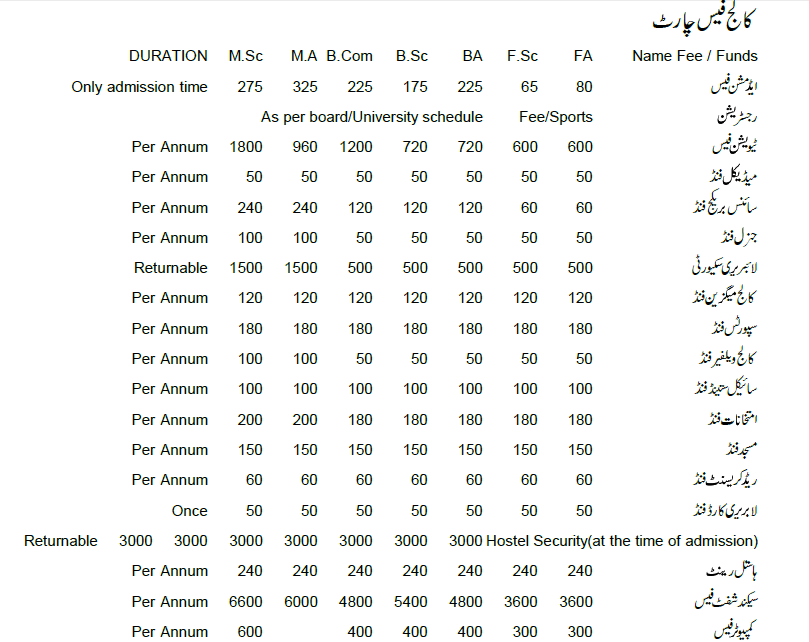 کالج فیس چارٹ
DURATION M.Sc M.A B.Com B.Sc BA F.Sc FA Name Fee / Funds
Only admission time 275 325 225 175 225 65 80 ایڈمشن فیس
As per board/University schedule Fee/Sports رجسٹریشن
Per Annum 1800 960 1200 720 720 600 600 ٹیوشن فیس
Per Annum 50 50 50 50 50 50 50 میڈیکل فنڈ
Per Annum 240 240 120 120 120 60 60 سائنس بریکج فنڈ
Per Annum 100 100 50 50 50 50 50 جنرل فنڈ
Returnable 1500 1500 500 500 500 500 500 لائبریری سکیورٹی
Per Annum 120 120 120 120 120 120 120 کالج میگزین فنڈ
Per Annum 180 180 180 180 180 180 180 سپورٹس فنڈ
Per Annum 100 100 50 50 50 50 50 کالج ویلفیر فنڈ
Per Annum 100 100 100 100 100 100 100 سائیکل سٹینڈ فنڈ
Per Annum 200 200 180 180 180 180 180 امتحانات فنڈ
Per Annum 150 150 150 150 150 150 150 مسجد فنڈ
Per Annum 60 60 60 60 60 60 60 ریڈ کریسنٹ فنڈ
Once 50 50 50 50 50 50 50 لابریری کارڈ فنڈ
Returnable 3000 3000 3000 3000 3000 3000 3000 Hostel Security(at the time of admission)
Per Annum 240 240 240 240 240 240 240 ہاسٹل رینٹ
Per Annum 6600 6000 4800 5400 4800 3600 3600 سیکنڈ شفٹ فیس
Per Annum 600 400 400 400 300 300 کمپیوٹر فیس